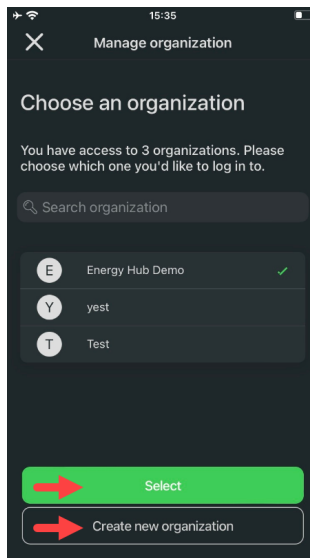 15:35
Manage organization
Choose an organization
You have access to 3 organizations. Please
choose which one you'd like to log in to.
Search organization
E Energy Hub Demo
Y yest
T Test
Select
Create new organization